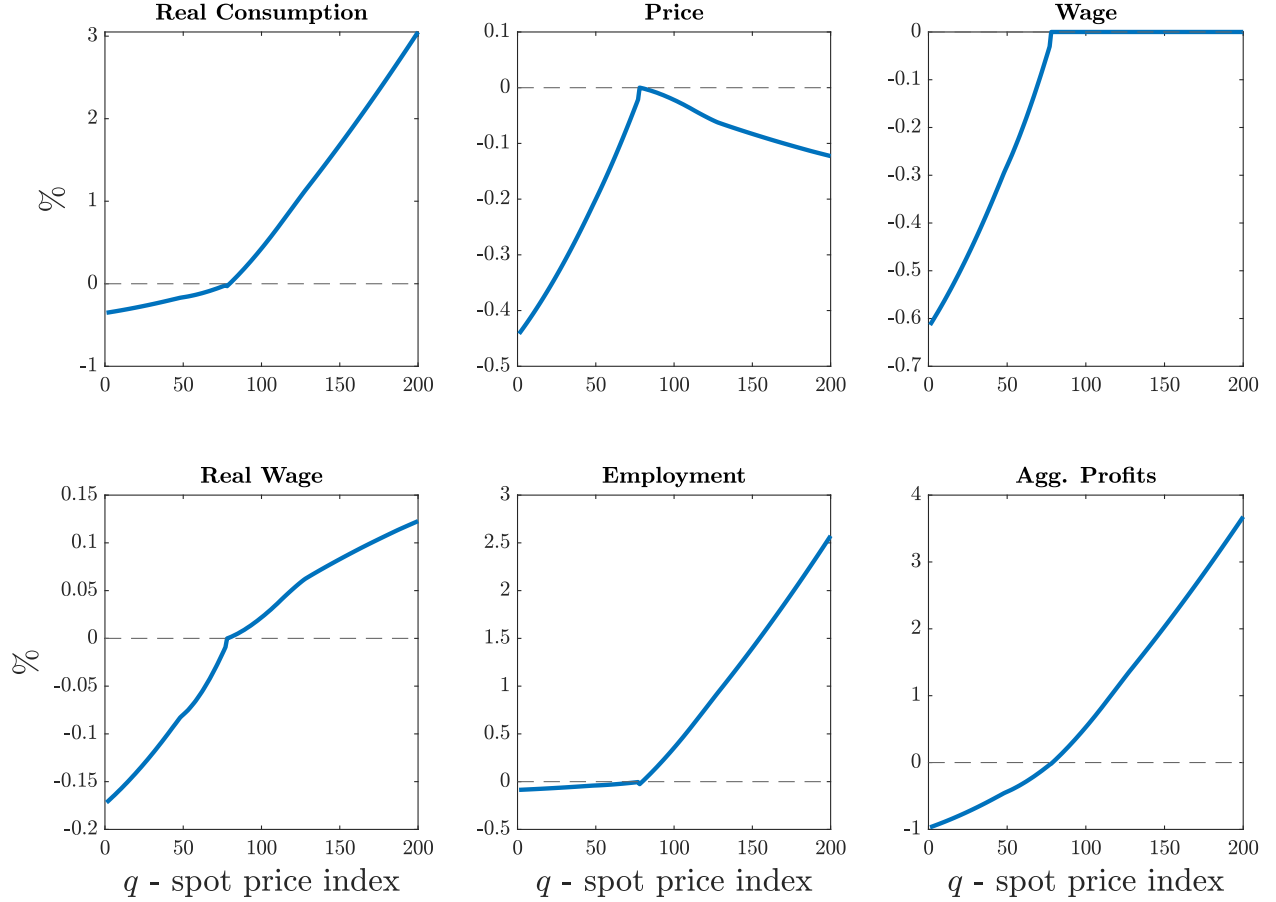 Real Consumption
3
2
1
0
-1
%
0 50 100 150 200
Price
0.1
0
-0.1
-0.2
-0.3
-0.4
-0.5
0 50 100 150 200
Wage
0
-0.1
-0.2
-0.3
-0.4
-0.5
-0.6
-0.7
0 50 100 150 200
Real Wage
0.15
0.1
0.05
0
-0.05
-0.1
-0.15
-0.2
%
0 50 100 150 200
q - spot price index
Employment
3
2.5
2
1.5
1
0.5
0
-0.5
0 50 100 150 200
q - spot price index
Agg. Profits
4
3
2
1
0
-1
0 50 100 150 200
q - spot price index